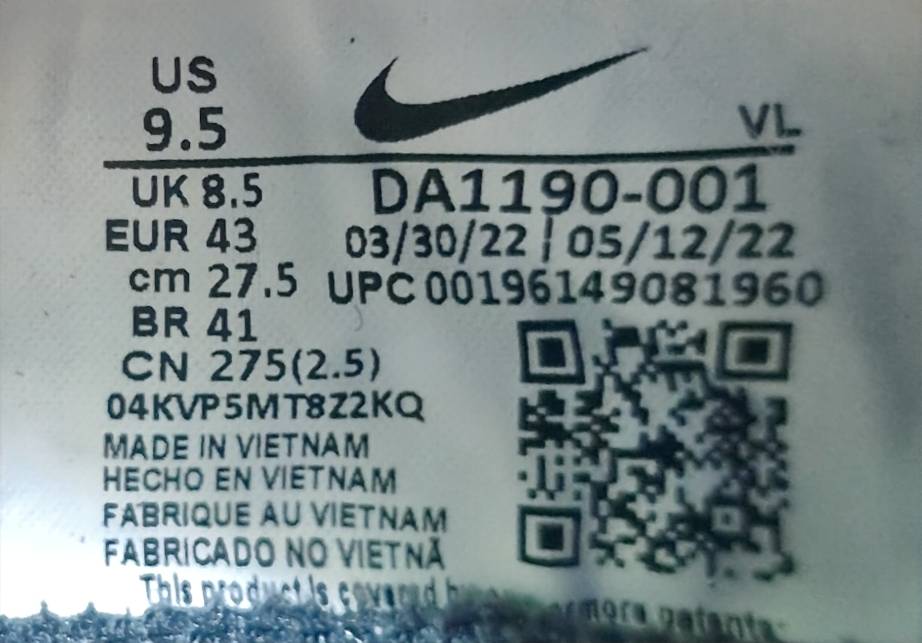 US
9.5
VL
UK 8.5
DA1190-001
EUR 43
03/30/22 | 05/12/22
cm 27.5
UPC 00196149081960
BR 41
CN 275(2.5)
04KVP5MT8Z2KQ
MADE IN VIETNAM
HECHO EN VIETNAM
FABRIQUE AU VIETNAM
FABRICADO NO VIETNÃ
This product is covered more patents